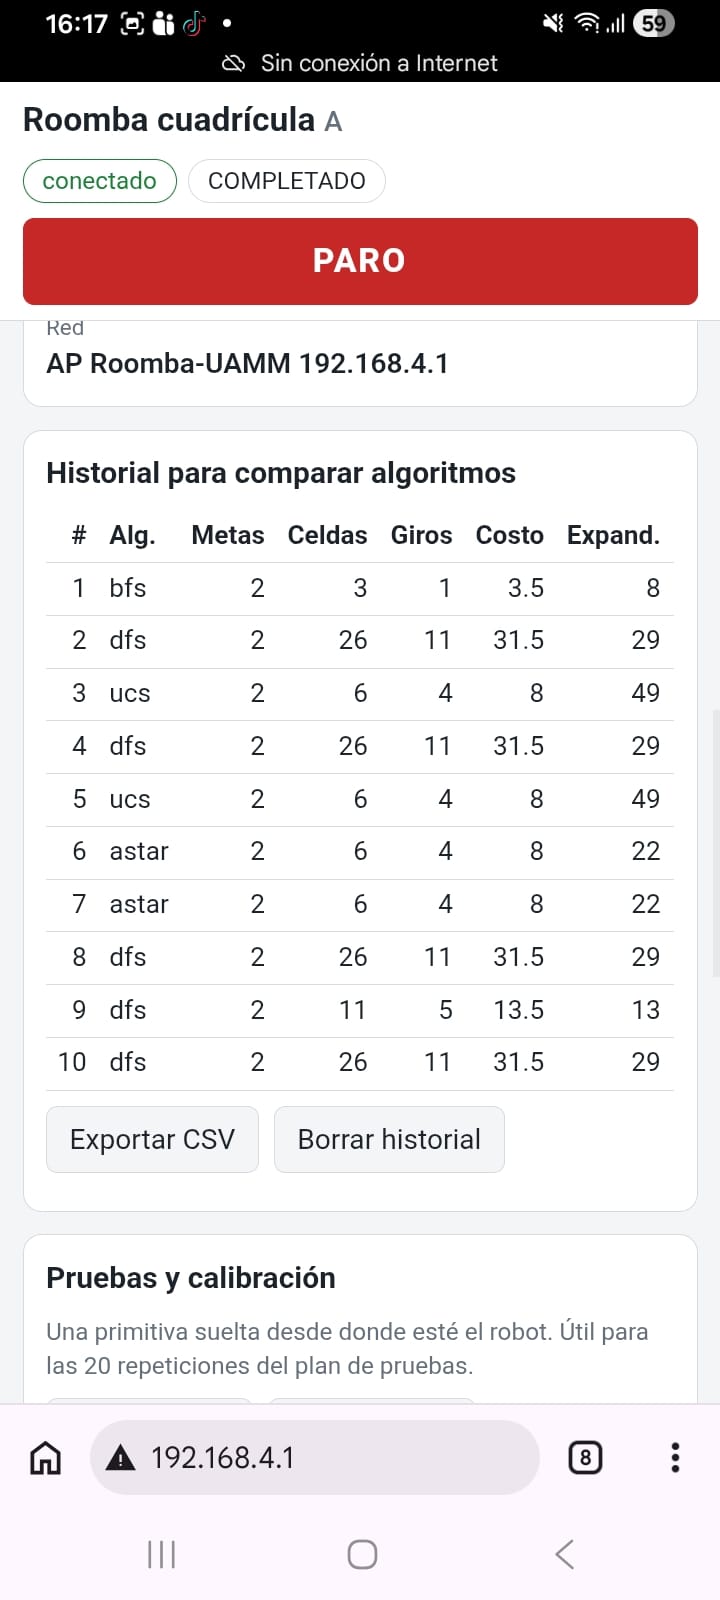 16:17
59
Sin conexión a Internet
Roomba cuadrícula A
conectado COMPLETADO
PARO
Red
AP Roomba-UAMM 192.168.4.1
Historial para comparar algoritmos
# Alg. Metas Celdas Giros Costo Expand.
1 bfs 2 3 1 3.5 8
2 dfs 2 26 11 31.5 29
3 ucs 2 6 4 8 49
4 dfs 2 26 11 31.5 29
5 ucs 2 6 4 8 49
6 astar 2 6 4 8 22
7 astar 2 6 4 8 22
8 dfs 2 26 11 31.5 29
9 dfs 2 11 5 13.5 13
10 dfs 2 26 11 31.5 29
Exportar CSV Borrar historial
Pruebas y calibración
Una primitiva suelta desde donde esté el robot. Útil para
las 20 repeticiones del plan de pruebas.
192.168.4.1 8